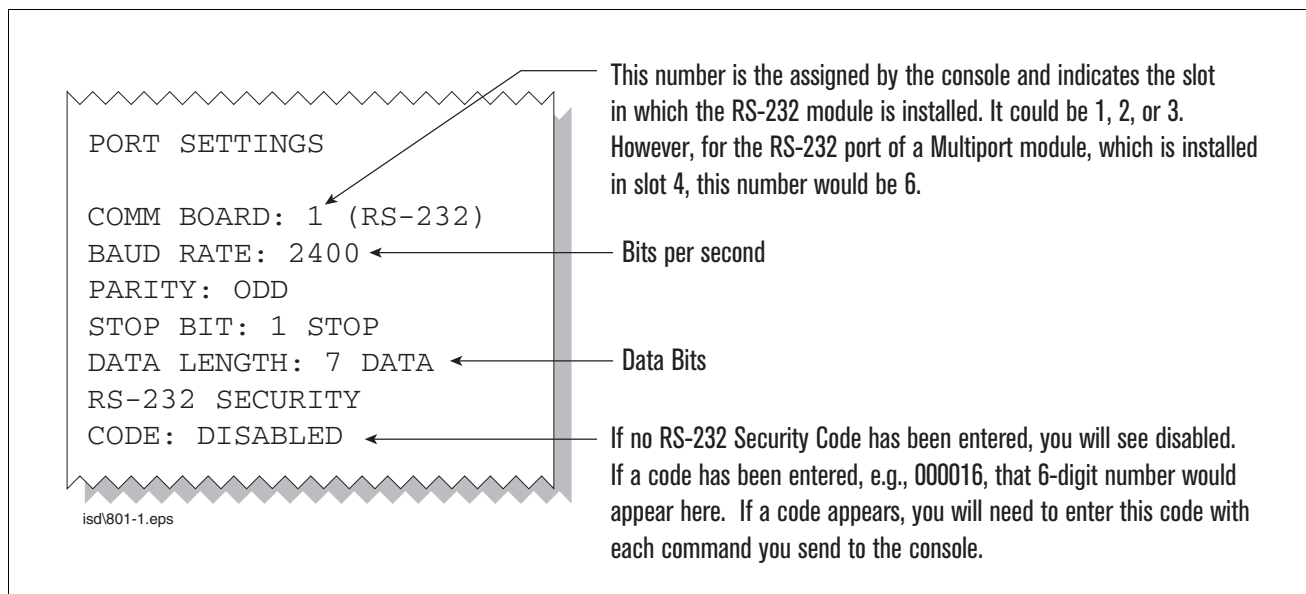 PORT SETTINGS
COMM BOARD: 1 (RS-232)
BAUD RATE: 2400
PARITY: ODD
STOP BIT: 1 STOP
DATA LENGTH: 7 DATA
RS-232 SECURITY
CODE: DISABLED
isd\801-1.eps
This number is the assigned by the console and indicates the slot
in which the RS-232 module is installed. It could be 1, 2, or 3.
However, for the RS-232 port of a Multiport module, which is installed
in slot 4, this number would be 6.
Bits per second
Data Bits
If no RS-232 Security Code has been entered, you will see disabled.
If a code has been entered, e.g., 000016, that 6-digit number would
appear here. If a code appears, you will need to enter this code with
each command you send to the console.